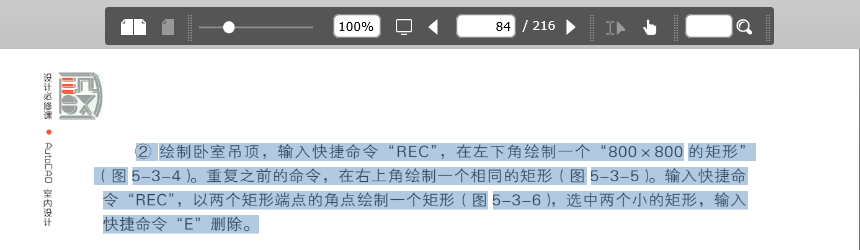 100%
84 / 216
设计必修课
AutoCAD 室内设计
② 绘制卧室吊顶，输入快捷命令“REC”，在左下角绘制一个“800×800 的矩形”
（图 5-3-4）。重复之前的命令，在右上角绘制一个相同的矩形（图 5-3-5）。输入快捷命
令“REC”，以两个矩形端点的角点绘制一个矩形（图 5-3-6），选中两个小的矩形，输入
快捷命令“E”删除。